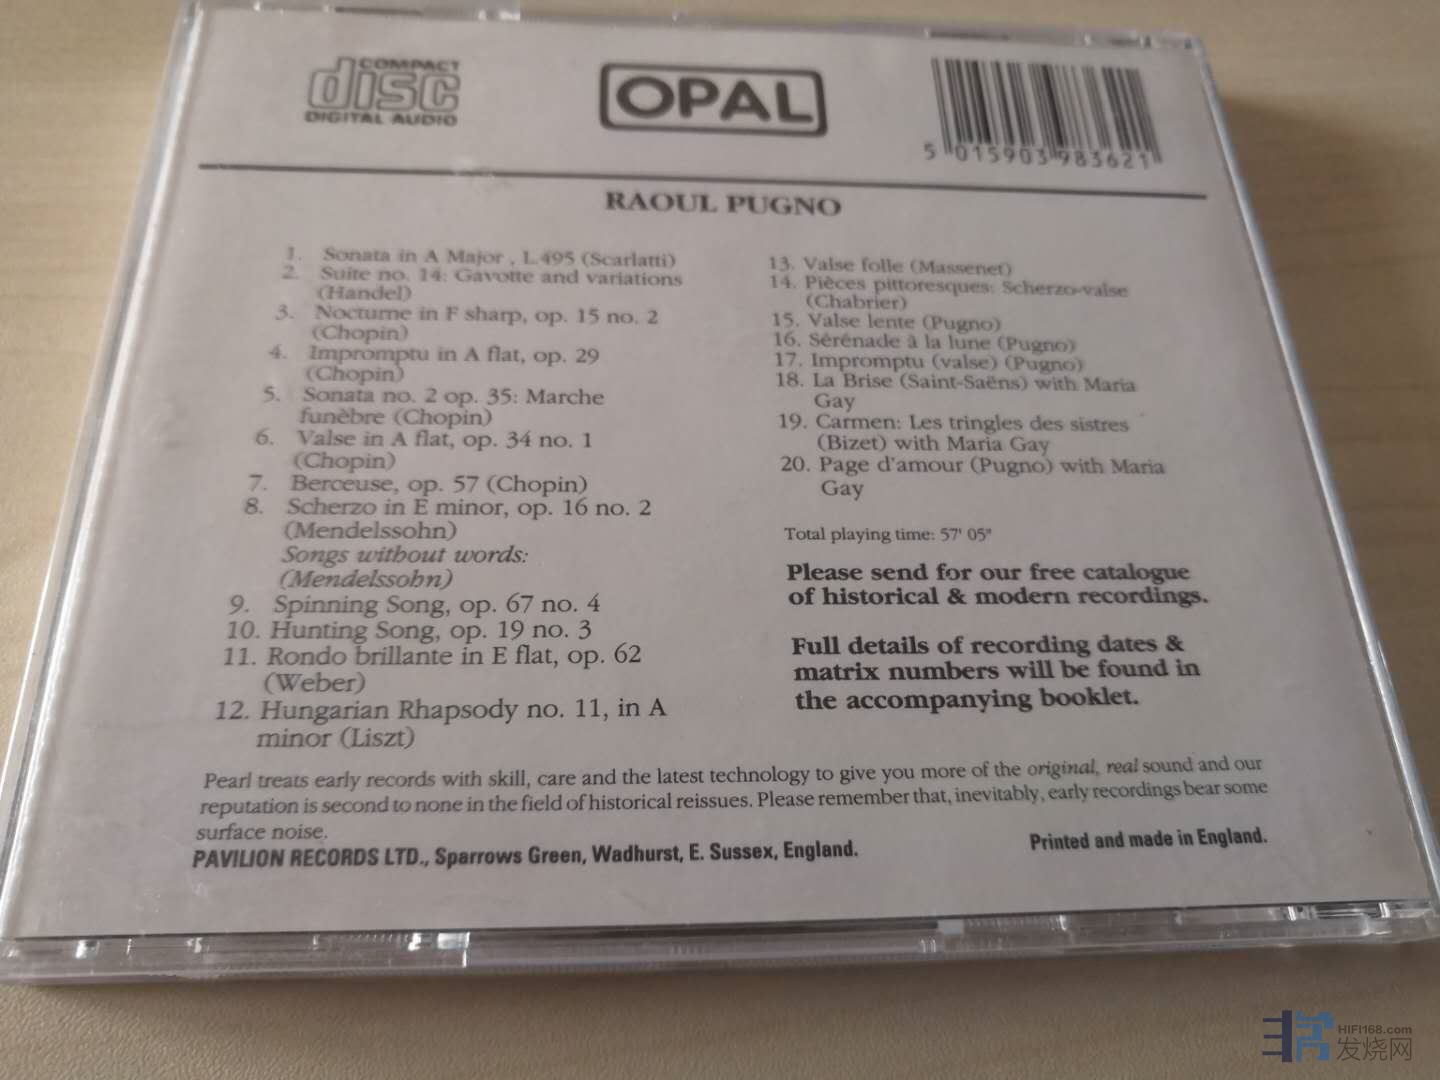 COMPACT
disc
DIGITAL AUDIO
OPAL
5 015903 983621
RAOUL PUGNO
1. Sonata in A Major , L.495 (Scarlatti)
2. Suite no. 14: Gavotte and variations
(Handel)
3. Nocturne in F sharp, op. 15 no. 2
(Chopin)
4. Impromptu in A flat, op. 29
(Chopin)
5. Sonata no. 2 op. 35: Marche
funèbre (Chopin)
6. Valse in A flat, op. 34 no. 1
(Chopin)
7. Berceuse, op. 57 (Chopin)
8. Scherzo in E minor, op. 16 no. 2
(Mendelssohn)
Songs without words:
(Mendelssohn)
9. Spinning Song, op. 67 no. 4
10. Hunting Song, op. 19 no. 3
11. Rondo brillante in E flat, op. 62
(Weber)
12. Hungarian Rhapsody no. 11, in A
minor (Liszt)
13. Valse folle (Massenet)
14. Pièces pittoresques: Scherzo-valse
(Chabrier)
15. Valse lente (Pugno)
16. Sérénade à la lune (Pugno)
17. Impromptu (valse) (Pugno)
18. La Brise (Saint-Saëns) with Maria
Gay
19. Carmen: Les tringles des sistres
(Bizet) with Maria Gay
20. Page d'amour (Pugno) with Maria
Gay
Total playing time: 57' 05"
Please send for our free catalogue
of historical & modern recordings.
Full details of recording dates &
matrix numbers will be found in
the accompanying booklet.
Pearl treats early records with skill, care and the latest technology to give you more of the original, real sound and our
reputation is second to none in the field of historical reissues. Please remember that, inevitably, early recordings bear some
surface noise.
PAVILION RECORDS LTD., Sparrows Green, Wadhurst, E. Sussex, England.
Printed and made in England.
HIFI168.com
发烧网